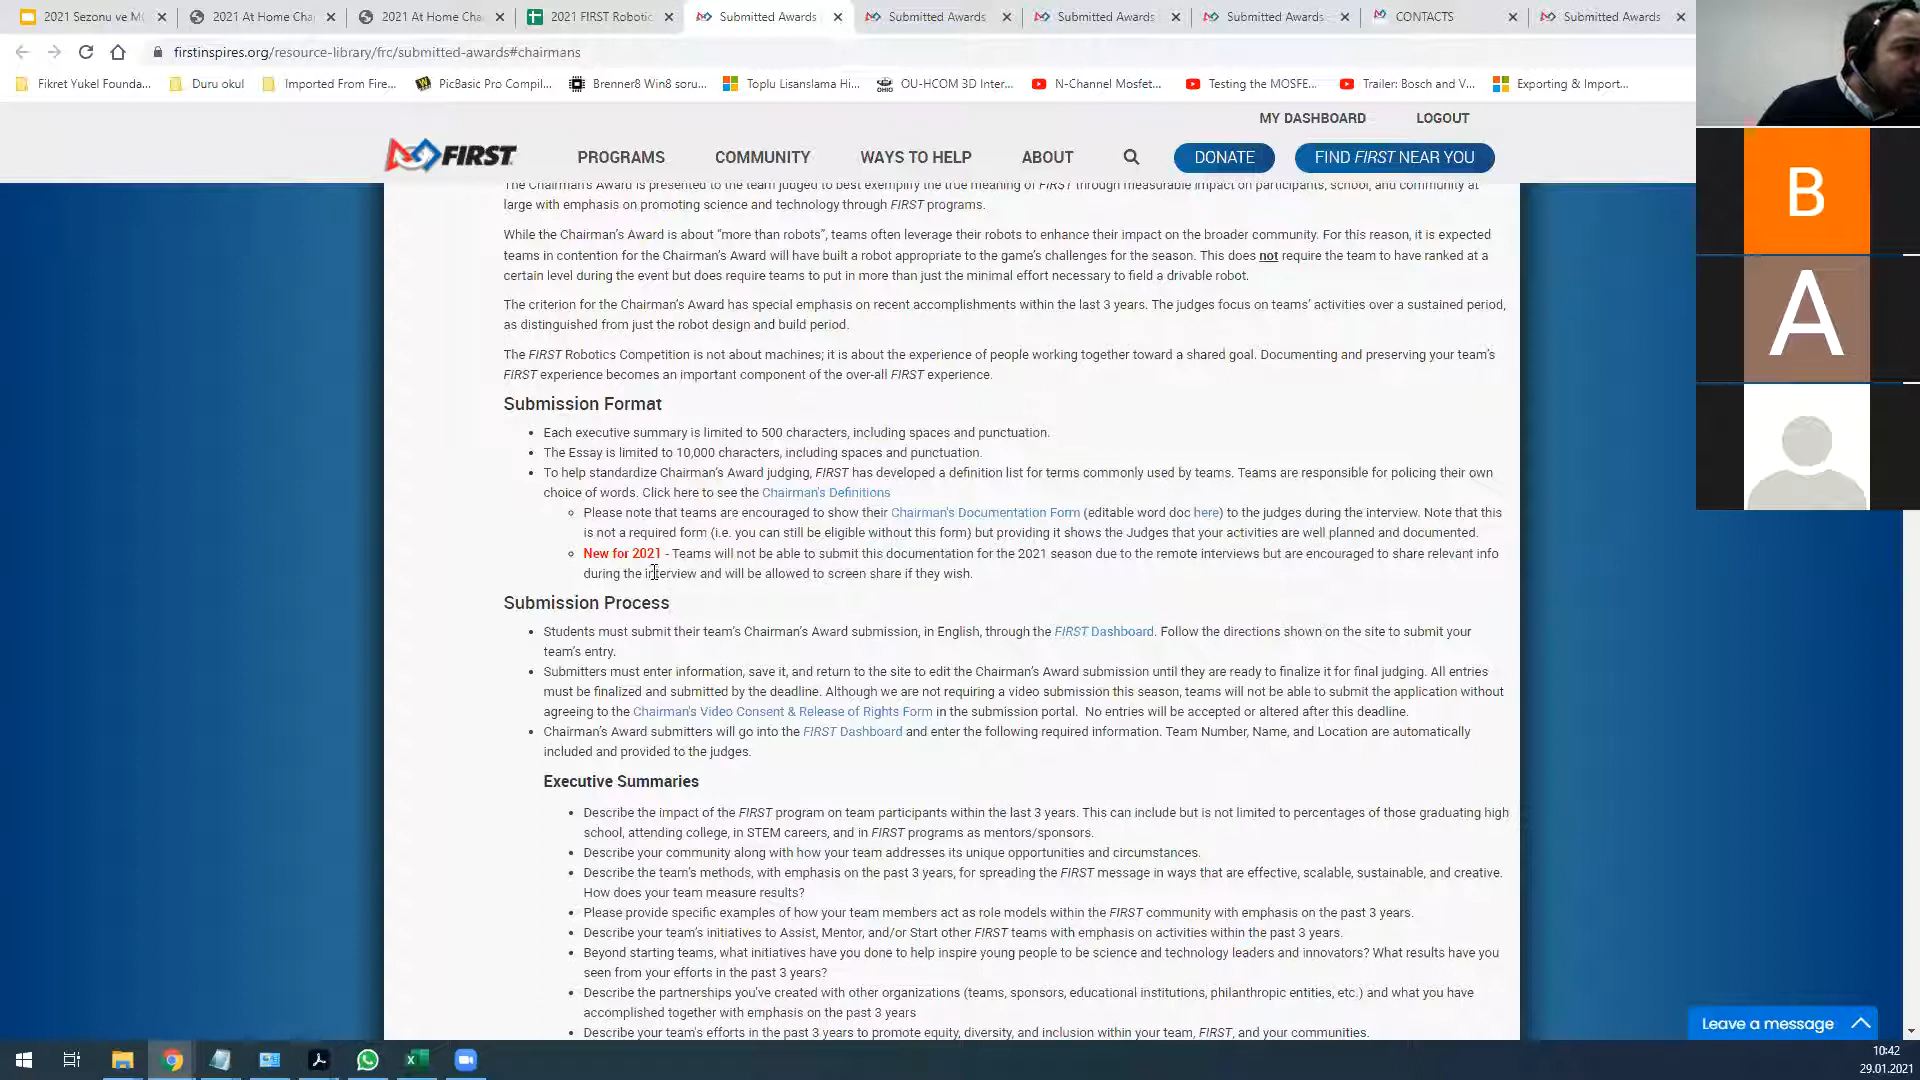 2021 Sezonu ve M
2021 At Home Cha
2021 At Home Cham
2021 FIRST Robotic
Submitted Awards
Submitted Awards
Submitted Awards
Submitted Awards
CONTACTS
Submitted Awards
firstinspires.org/resource-library/frc/submitted-awards#chairmans
Fikret Yukel Founda...
Duru okul
Imported From Fire...
PicBasic Pro Compil...
Brenner8 Win8 soru...
Toplu Lisanslama Hi...
OU-HCOM 3D Inter...
N-Channel Mosfet...
Testing the MOSFE...
Trailer: Bosch and V...
Exporting & Import...
MY DASHBOARD
LOGOUT
FIRST
PROGRAMS
COMMUNITY
WAYS TO HELP
ABOUT
DONATE
FIND FIRST NEAR YOU
The Chairman's Award is presented to the team judged to best exemplify the true meaning of FIRST through measurable impact on participants, school, and community at
large with emphasis on promoting science and technology through FIRST programs.
While the Chairman's Award is about “more than robots”, teams often leverage their robots to enhance their impact on the broader community. For this reason, it is expected
teams in contention for the Chairman's Award will have built a robot appropriate to the game's challenges for the season. This does not require the team to have ranked at a
certain level during the event but does require teams to put in more than just the minimal effort necessary to field a drivable robot.
The criterion for the Chairman's Award has special emphasis on recent accomplishments within the last 3 years. The judges focus on teams' activities over a sustained period,
as distinguished from just the robot design and build period.
The FIRST Robotics Competition is not about machines; it is about the experience of people working together toward a shared goal. Documenting and preserving your team's
FIRST experience becomes an important component of the over-all FIRST experience.
Submission Format
• Each executive summary is limited to 500 characters, including spaces and punctuation.
• The Essay is limited to 10,000 characters, including spaces and punctuation.
• To help standardize Chairman's Award judging, FIRST has developed a definition list for terms commonly used by teams. Teams are responsible for policing their own
choice of words. Click here to see the Chairman's Definitions
Please note that teams are encouraged to show their Chairman's Documentation Form (editable word doc here) to the judges during the interview. Note that this
is not a required form (i.e. you can still be eligible without this form) but providing it shows the Judges that your activities are well planned and documented.
New for 2021 - Teams will not be able to submit this documentation for the 2021 season due to the remote interviews but are encouraged to share relevant info
during the interview and will be allowed to screen share if they wish.
Submission Process
• Students must submit their team's Chairman's Award submission, in English, through the FIRST Dashboard. Follow the directions shown on the site to submit your
team's entry.
• Submitters must enter information, save it, and return to the site to edit the Chairman's Award submission until they are ready to finalize it for final judging. All entries
must be finalized and submitted by the deadline. Although we are not requiring a video submission this season, teams will not be able to submit the application without
agreeing to the Chairman's Video Consent & Release of Rights Form in the submission portal. No entries will be accepted or altered after this deadline.
• Chairman's Award submitters will go into the FIRST Dashboard and enter the following required information. Team Number, Name, and Location are automatically
included and provided to the judges.
Executive Summaries
• Describe the impact of the FIRST program on team participants within the last 3 years. This can include but is not limited to percentages of those graduating high
school, attending college, in STEM careers, and in FIRST programs as mentors/sponsors.
• Describe your community along with how your team addresses its unique opportunities and circumstances.
• Describe the team's methods, with emphasis on the past 3 years, for spreading the FIRST message in ways that are effective, scalable, sustainable, and creative.
How does your team measure results?
• Please provide specific examples of how your team members act as role models within the FIRST community with emphasis on the past 3 years.
• Describe your team's initiatives to Assist, Mentor, and/or Start other FIRST teams with emphasis on activities within the past 3 years.
• Beyond starting teams, what initiatives have you done to help inspire young people to be science and technology leaders and innovators? What results have you
seen from your efforts in the past 3 years?
• Describe the partnerships you've created with other organizations (teams, sponsors, educational institutions, philanthropic entities, etc.) and what you have
accomplished together with emphasis on the past 3 years
• Describe your team's efforts in the past 3 years to promote equity, diversity, and inclusion within your team, FIRST, and your communities.
B
A
Leave a message
10:42
29.01.2021